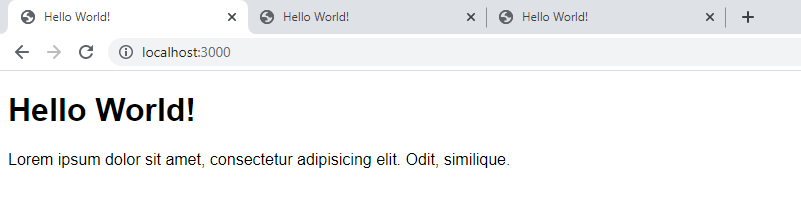 Hello World!
Hello World!
Hello World!
localhost:3000
Hello World!
Lorem ipsum dolor sit amet, consectetur adipisicing elit. Odit, similique.